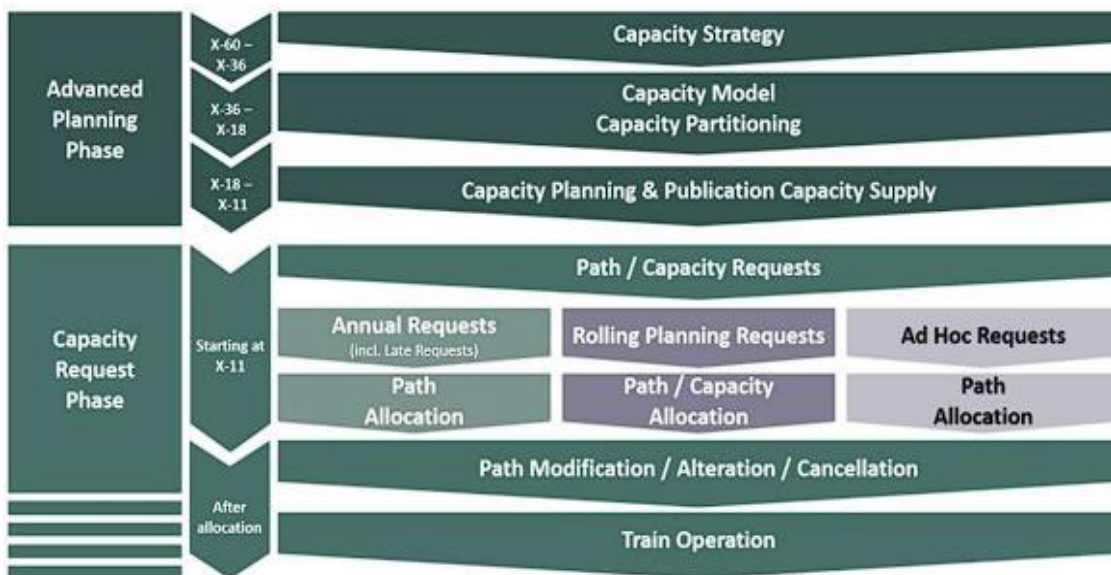 Advanced
Planning
Phase
X-60 –
X-36
Capacity Strategy
X-36 –
X-18
Capacity Model
Capacity Partitioning
X-18 –
X-11
Capacity Planning & Publication Capacity Supply
Capacity
Request
Phase
Starting at
X-11
Path / Capacity Requests
Annual Requests
(incl. Late Requests)
Rolling Planning Requests
Ad Hoc Requests
Path
Allocation
Path / Capacity
Allocation
Path
Allocation
After
allocation
Path Modification / Alteration / Cancellation
Train Operation